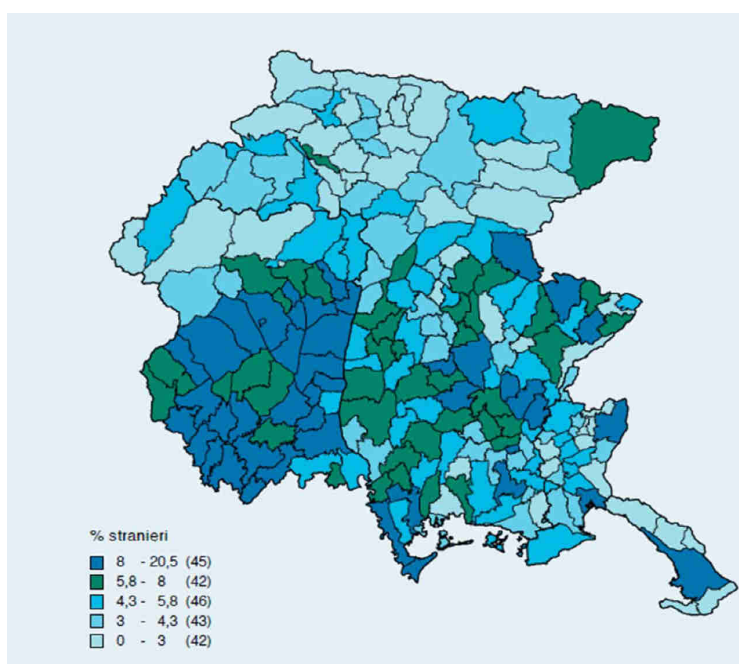 % stranieri
8 - 20,5 (45)
5,8 - 8 (42)
4,3 - 5,8 (46)
3 - 4,3 (43)
0 - 3 (42)